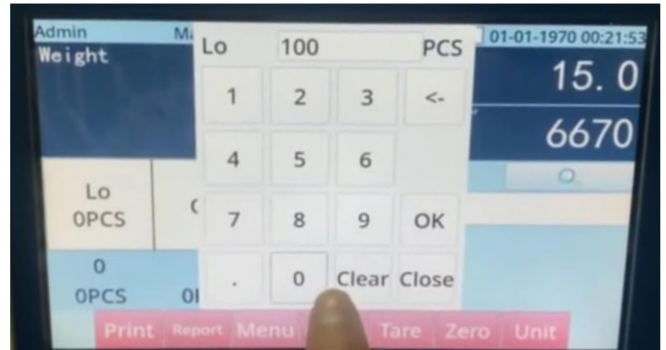 Admin
01-01-1970 00:21:53
Weight
Lo 100 PCS
15.0
6670
1 2 3 <-
4 5 6
7 8 9 OK
. 0 Clear Close
Lo
0PCS
0
0PCS
Print Report Menu Tare Zero Unit